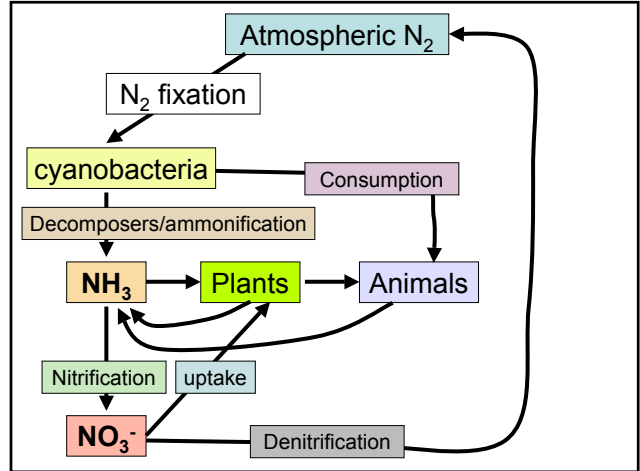 Atmospheric N₂
N₂ fixation
cyanobacteria
Consumption
Decomposers/ammonification
NH₃
Plants
Animals
Nitrification
uptake
NO₃⁻
Denitrification